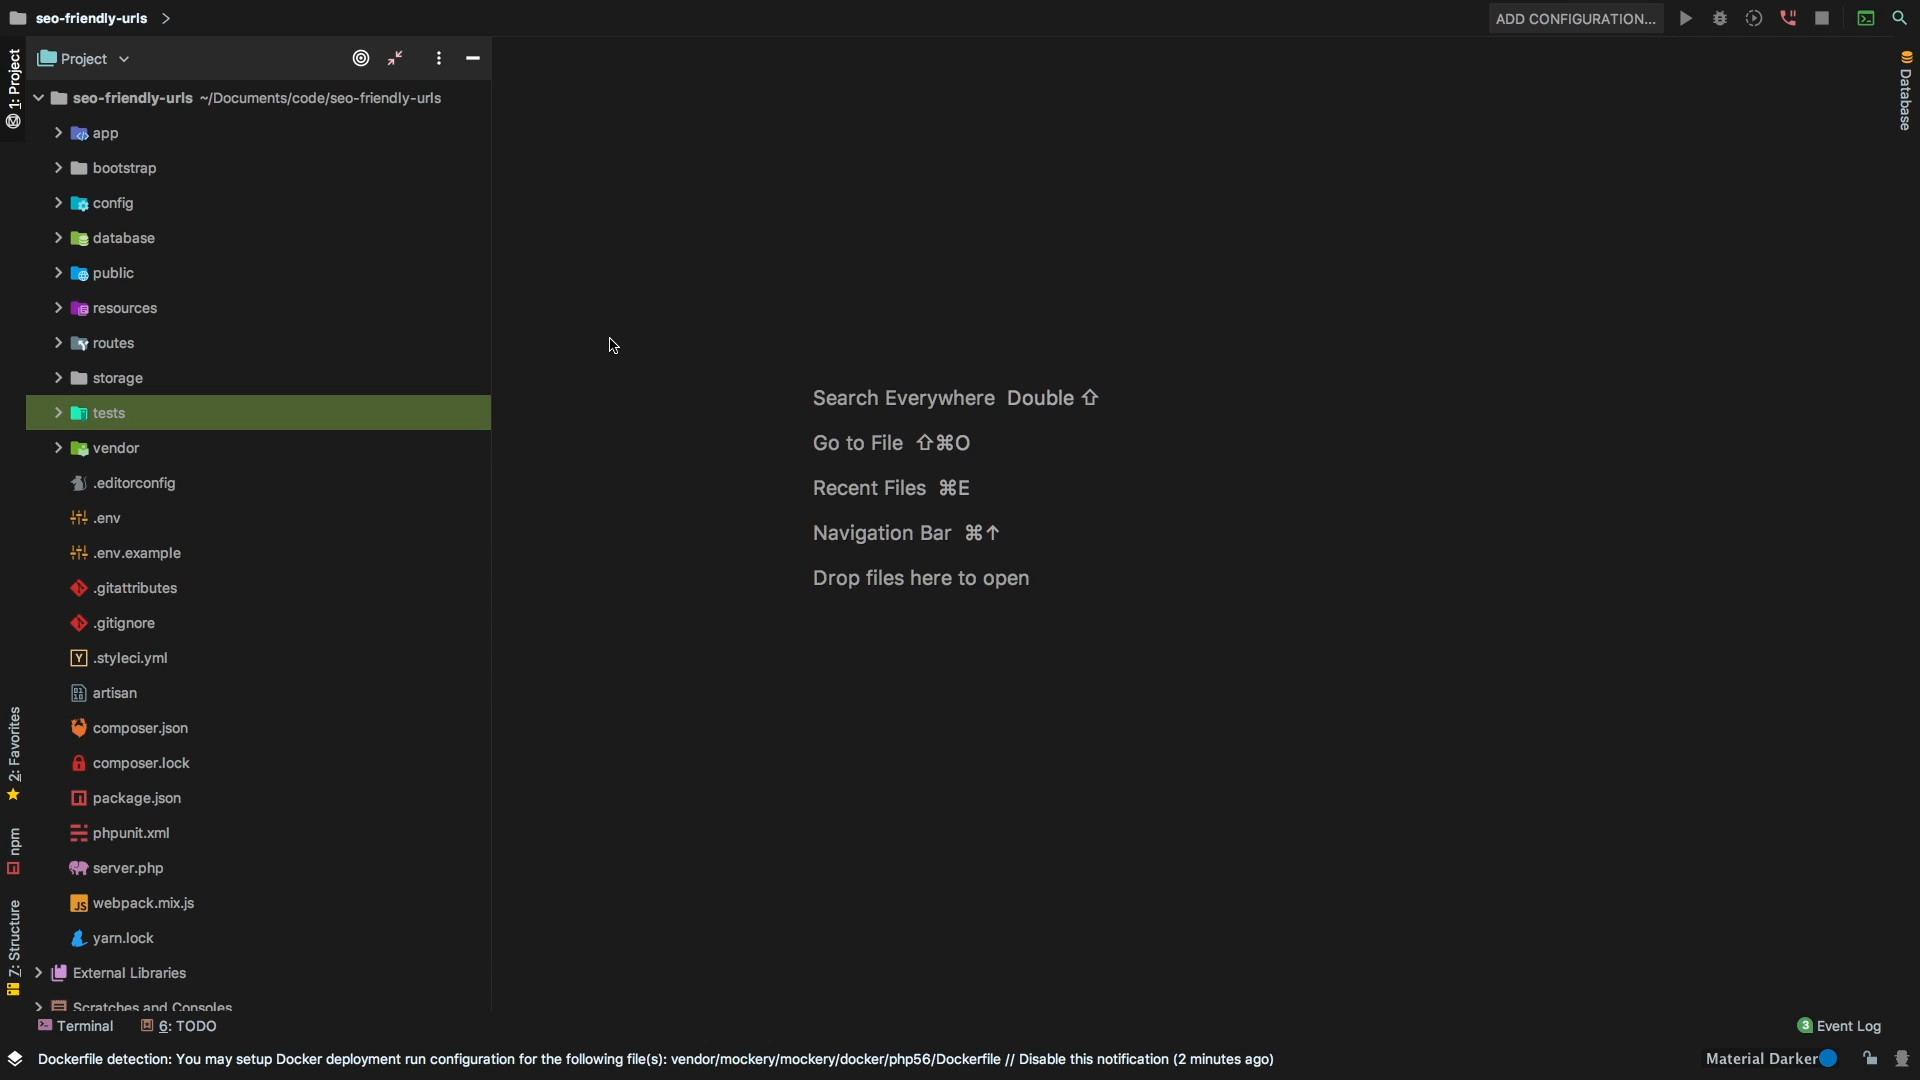 seo-friendly-urls
ADD CONFIGURATION...
Project
seo-friendly-urls ~/Documents/code/seo-friendly-urls
app
bootstrap
config
database
public
resources
routes
storage
tests
vendor
.editorconfig
.env
.env.example
.gitattributes
.gitignore
.styleci.yml
artisan
composer.json
composer.lock
package.json
phpunit.xml
server.php
webpack.mix.js
yarn.lock
External Libraries
Scratches and Consoles
1: Project
2: Favorites
npm
7: Structure
Search Everywhere Double ⇧
Go to File ⇧⌘O
Recent Files ⌘E
Navigation Bar ⌘↑
Drop files here to open
Database
Terminal
6: TODO
3 Event Log
Dockerfile detection: You may setup Docker deployment run configuration for the following file(s): vendor/mockery/mockery/docker/php56/Dockerfile // Disable this notification (2 minutes ago)
Material Darker